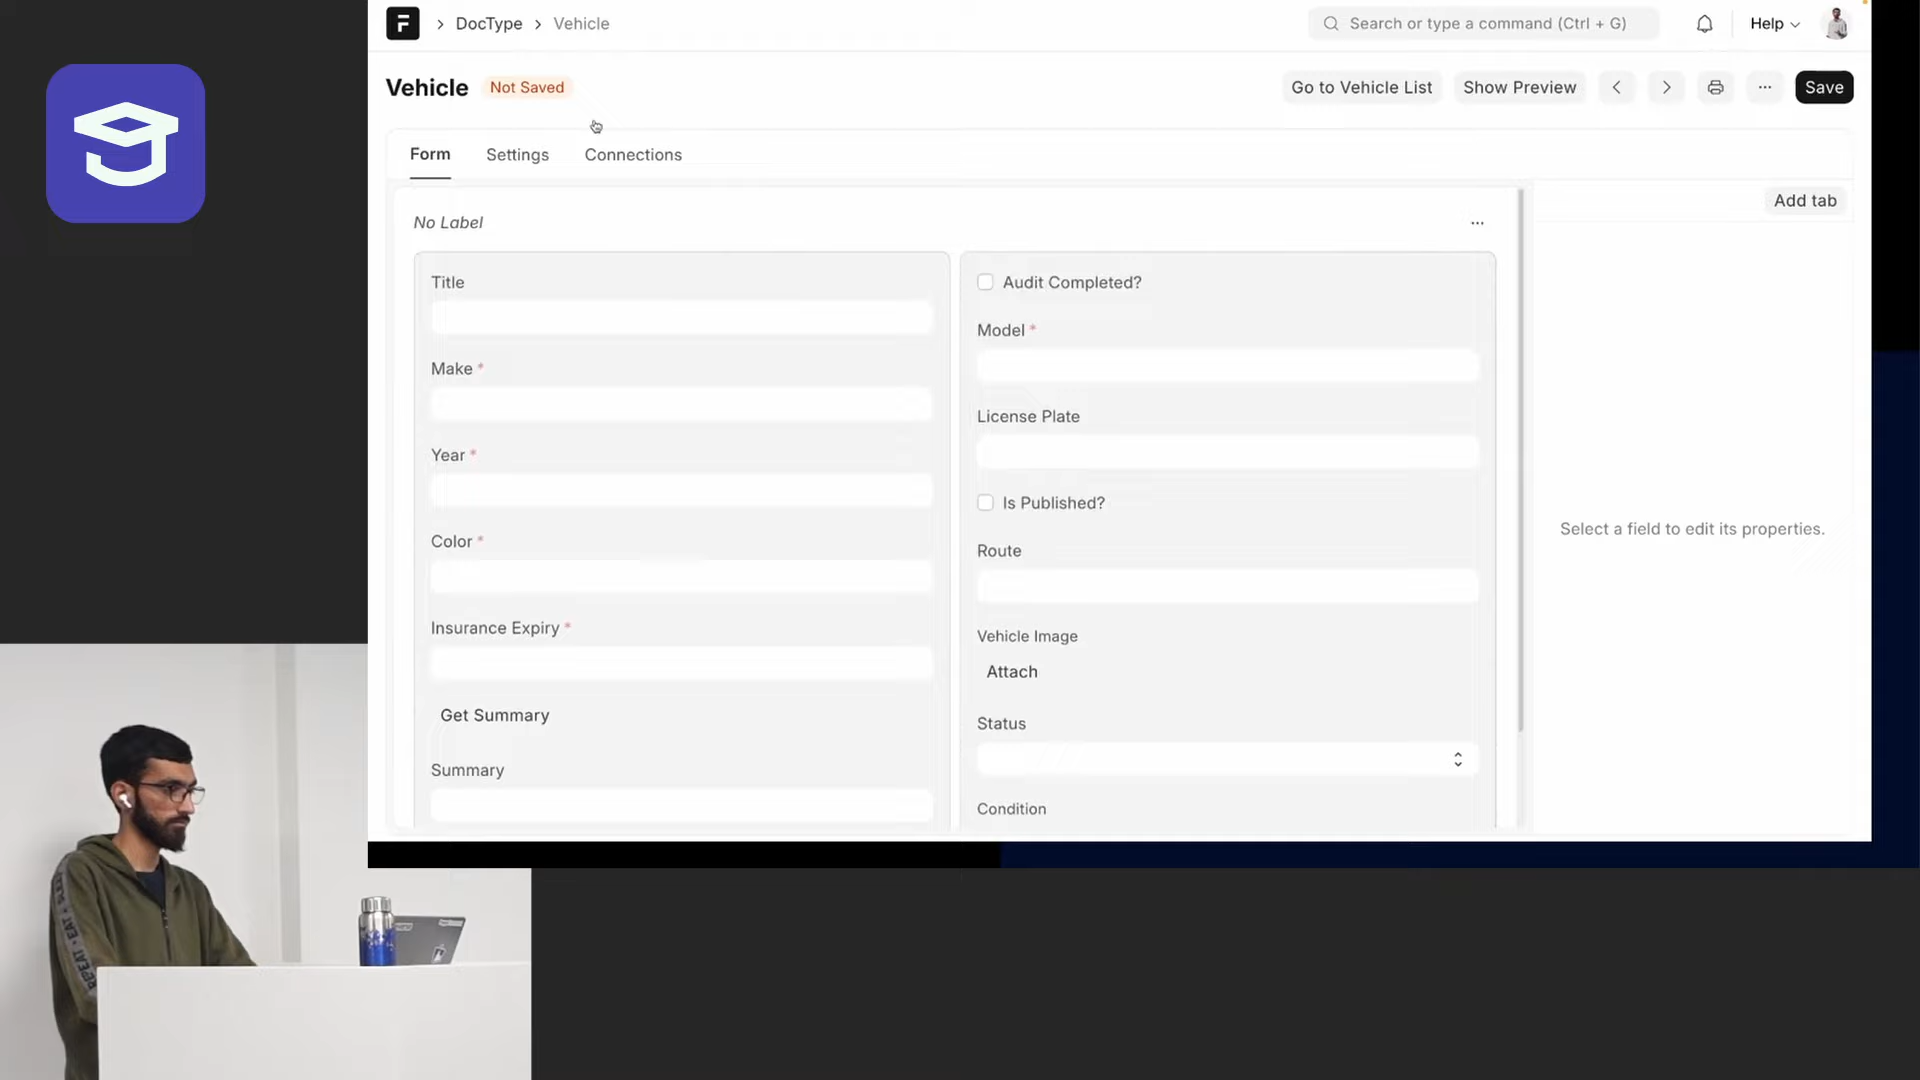 F > DocType > Vehicle
Search or type a command (Ctrl + G)
Help
Vehicle Not Saved
Go to Vehicle List
Show Preview
Save
Form
Settings
Connections
Add tab
No Label
Title
Make *
Year *
Color *
Insurance Expiry *
Get Summary
Summary
Audit Completed?
Model *
License Plate
Is Published?
Route
Vehicle Image
Attach
Status
Condition
Select a field to edit its properties.
EAT • REPEAT